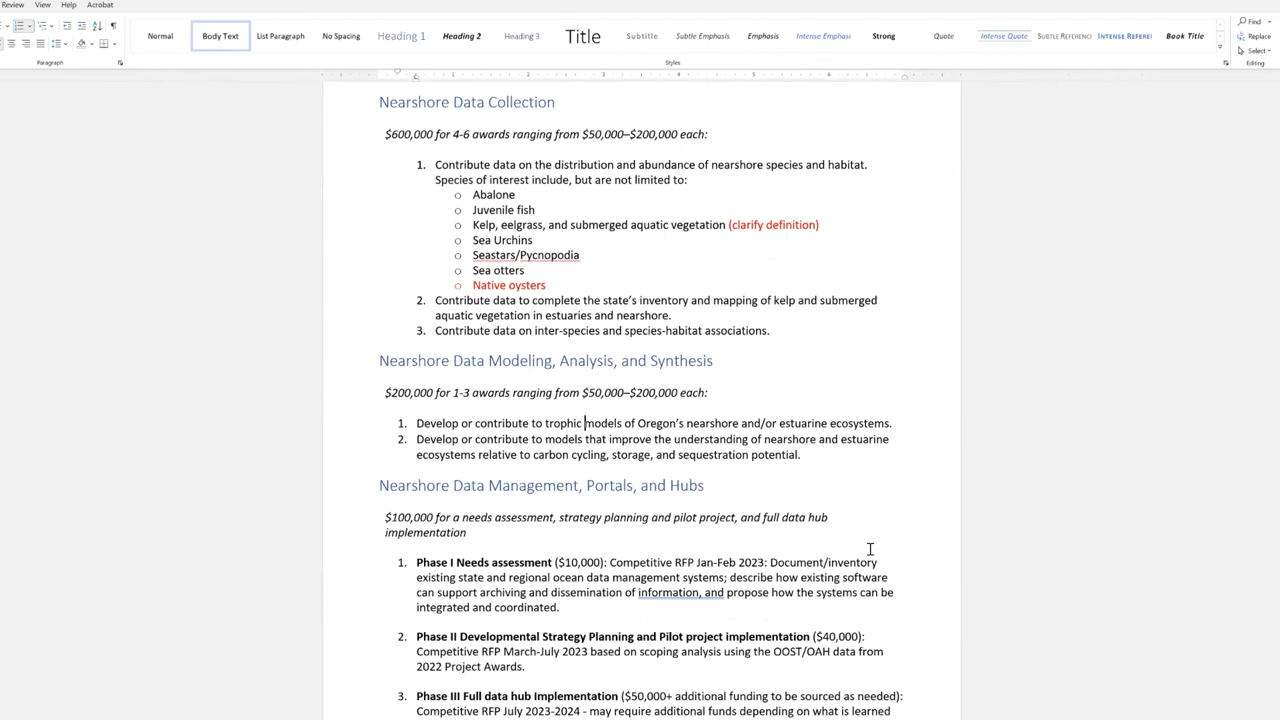 Review View Help Acrobat
Normal Body Text List Paragraph No Spacing Heading 1 Heading 2 Heading 3 Title Subtitle Subtle Emphasis Emphasis Intense Emphasi Strong Quote Intense Quote Subtle Referenc Intense Referei Book Title
Find
Replace
Select
Paragraph Styles Editing
1 2 3 4 5 6
Nearshore Data Collection
$600,000 for 4-6 awards ranging from $50,000–$200,000 each:
1. Contribute data on the distribution and abundance of nearshore species and habitat.
Species of interest include, but are not limited to:
o Abalone
o Juvenile fish
o Kelp, eelgrass, and submerged aquatic vegetation (clarify definition)
o Sea Urchins
o Seastars/Pycnopodia
o Sea otters
o Native oysters
2. Contribute data to complete the state's inventory and mapping of kelp and submerged
aquatic vegetation in estuaries and nearshore.
3. Contribute data on inter-species and species-habitat associations.
Nearshore Data Modeling, Analysis, and Synthesis
$200,000 for 1-3 awards ranging from $50,000–$200,000 each:
1. Develop or contribute to trophic models of Oregon's nearshore and/or estuarine ecosystems.
2. Develop or contribute to models that improve the understanding of nearshore and estuarine
ecosystems relative to carbon cycling, storage, and sequestration potential.
Nearshore Data Management, Portals, and Hubs
$100,000 for a needs assessment, strategy planning and pilot project, and full data hub
implementation
1. Phase I Needs assessment ($10,000): Competitive RFP Jan-Feb 2023: Document/inventory
existing state and regional ocean data management systems; describe how existing software
can support archiving and dissemination of information, and propose how the systems can be
integrated and coordinated.
2. Phase II Developmental Strategy Planning and Pilot project implementation ($40,000):
Competitive RFP March-July 2023 based on scoping analysis using the OOST/OAH data from
2022 Project Awards.
3. Phase III Full data hub Implementation ($50,000+ additional funding to be sourced as needed):
Competitive RFP July 2023-2024 - may require additional funds depending on what is learned